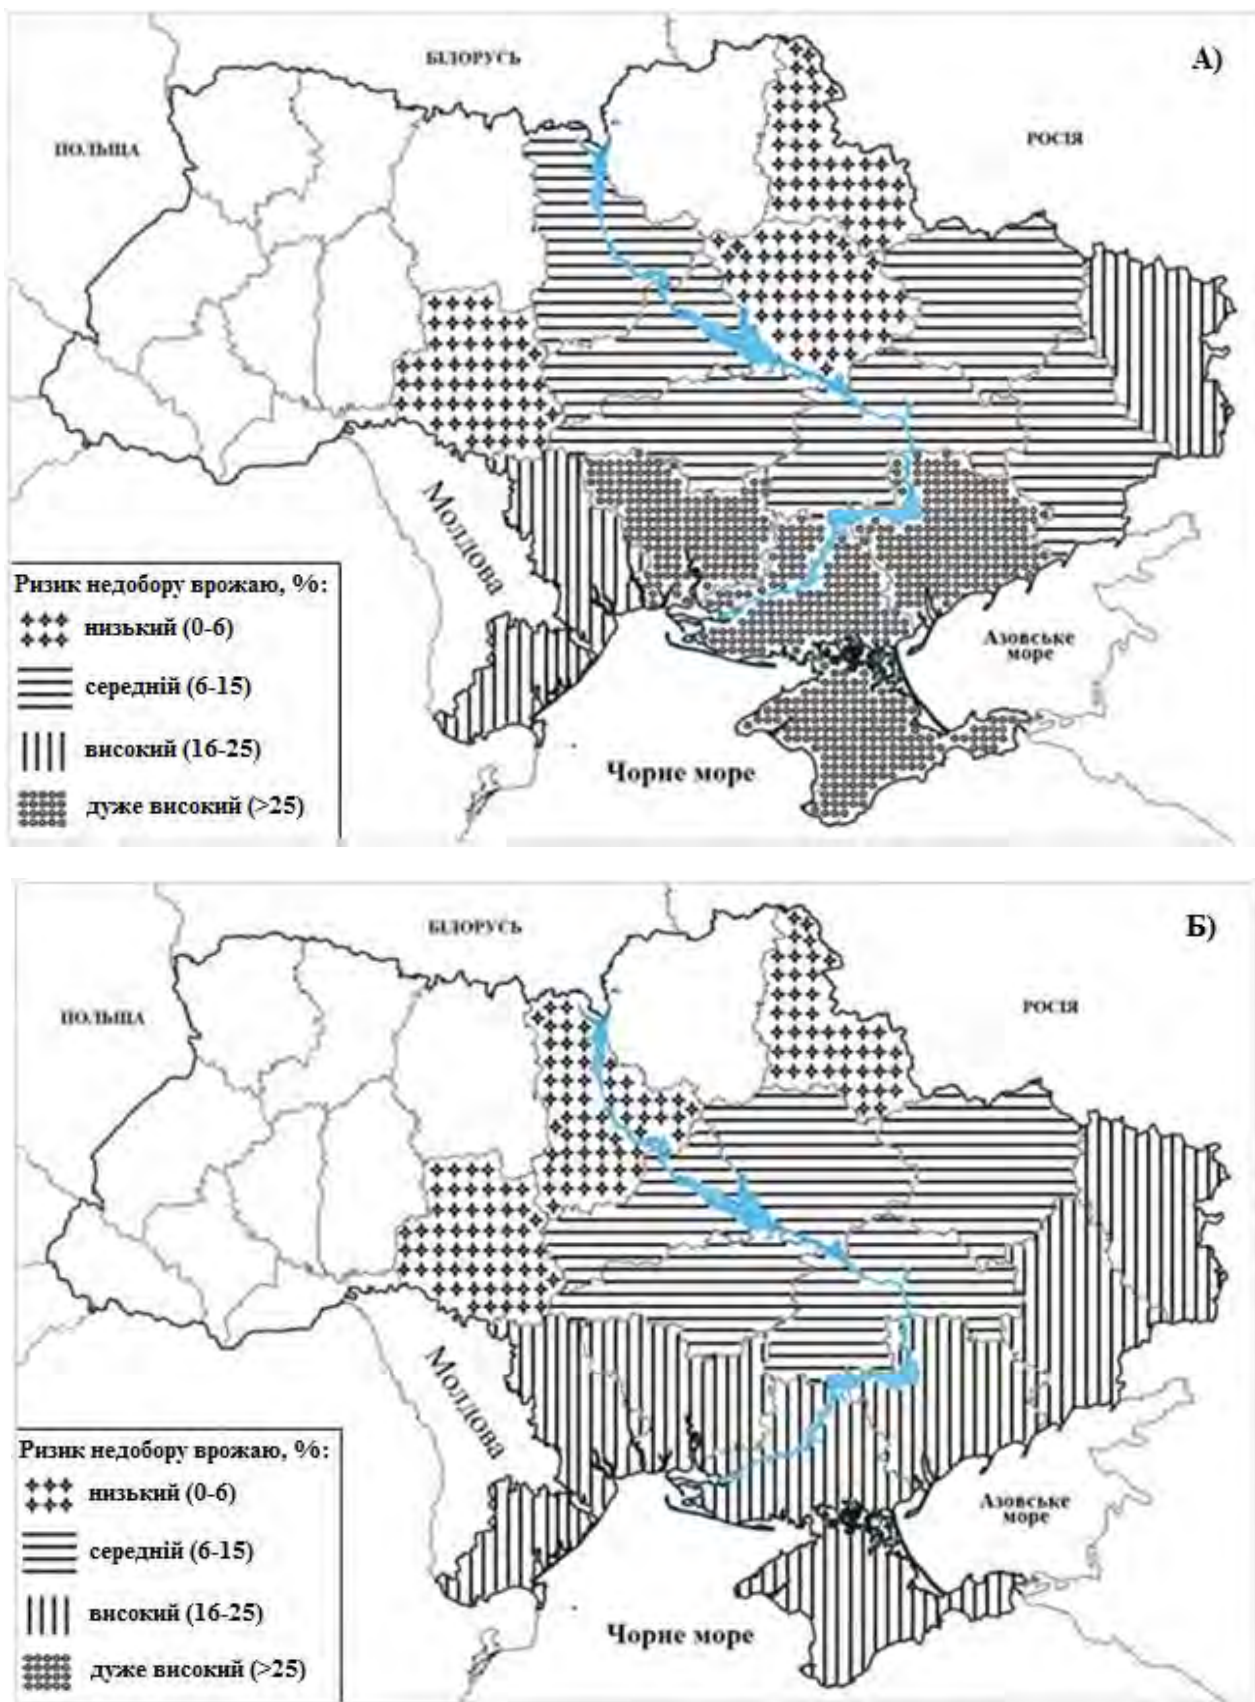 А)
БІЛОРУСЬ
РОСІЯ
ПОЛЬЩА
Молдова
Ризик недобору врожаю, %:
низький (0-6)
середній (6-15)
високий (16-25)
дуже високий (>25)
Азовське
море
Чорне море
Б)
БІЛОРУСЬ
РОСІЯ
ПОЛЬЩА
Молдова
Ризик недобору врожаю, %:
низький (0-6)
середній (6-15)
високий (16-25)
дуже високий (>25)
Азовське
море
Чорне море